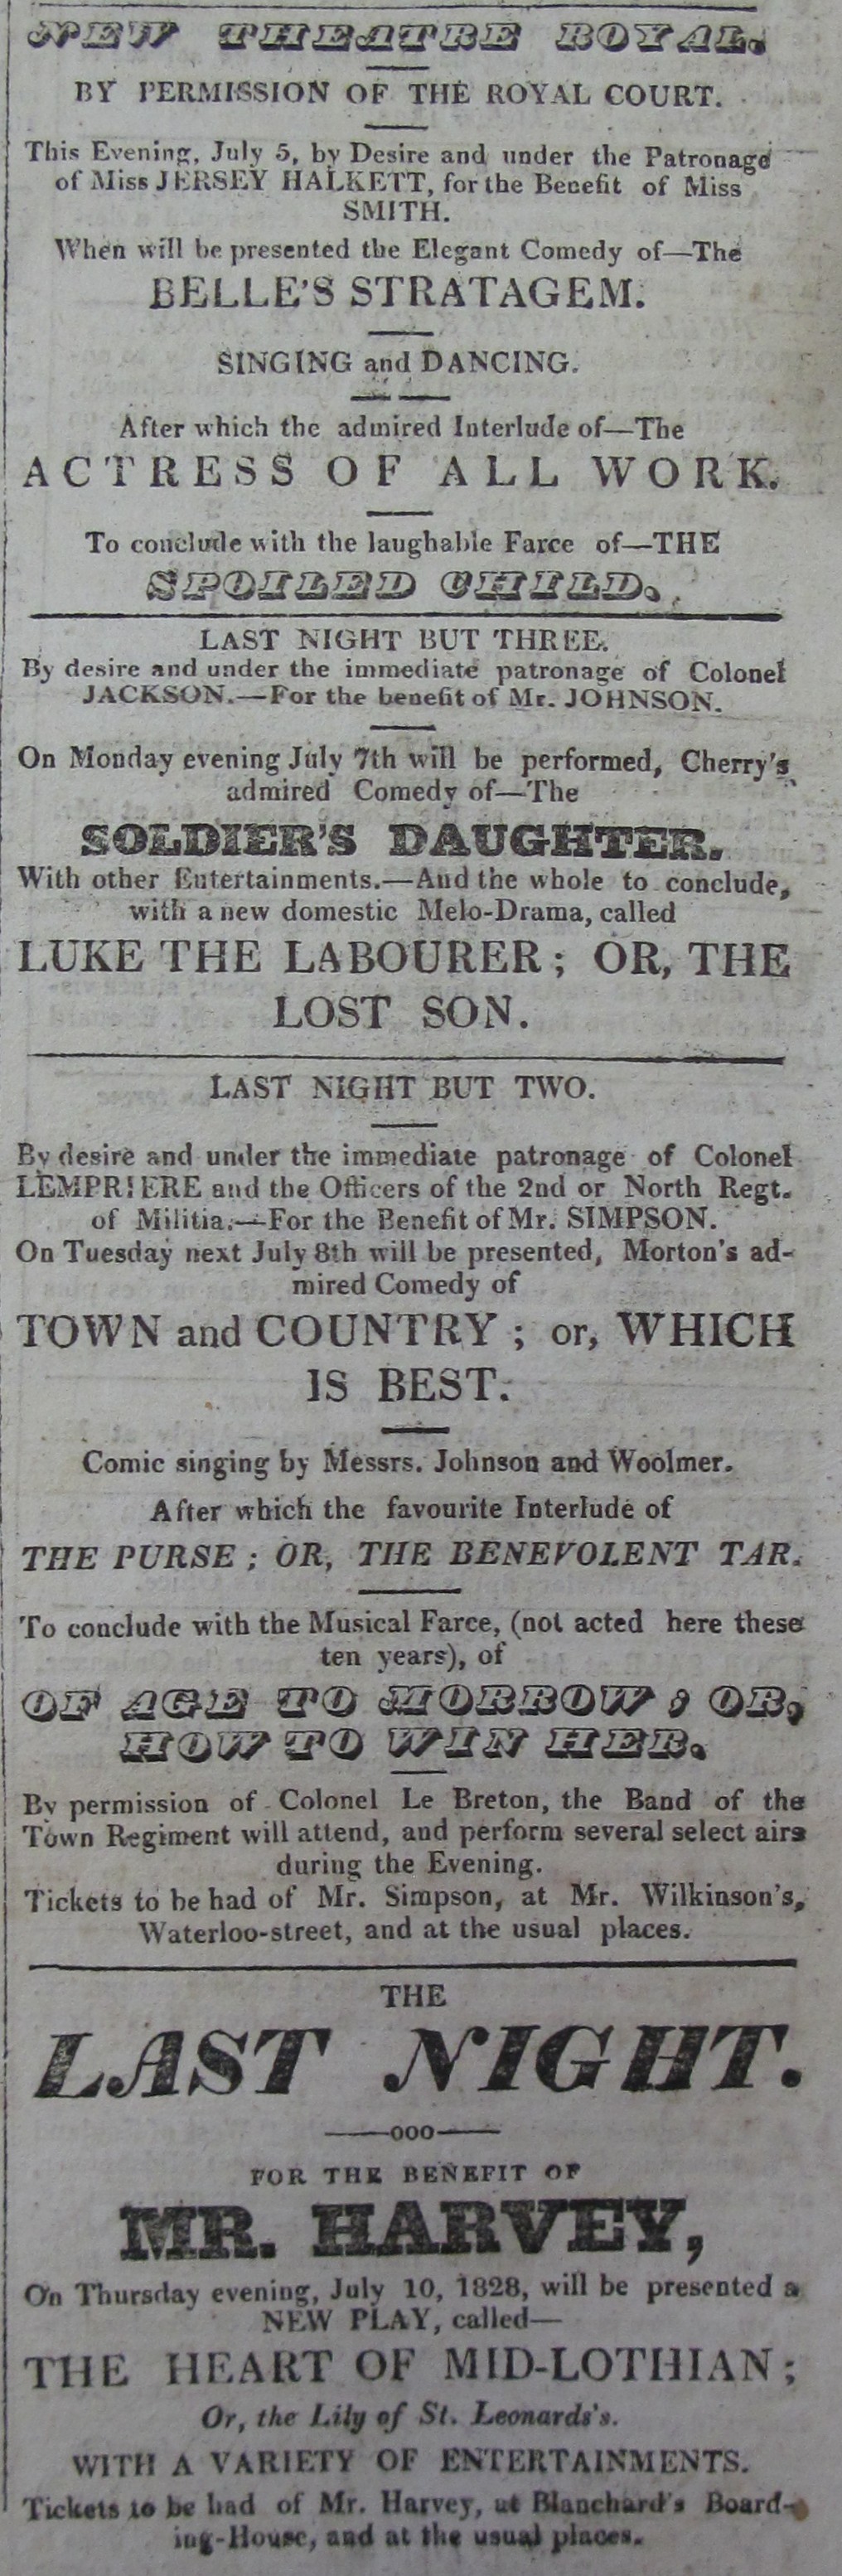 NEW THEATRE ROYAL.
BY PERMISSION OF THE ROYAL COURT.
This Evening, July 5, by Desire and under the Patronage
of Miss JERSEY HALKETT, for the Benefit of Miss
SMITH.
When will be presented the Elegant Comedy of—The
BELLE'S STRATAGEM.
SINGING and DANCING.
After which the admired Interlude of—The
ACTRESS OF ALL WORK.
To conclude with the laughable Farce of—THE
SPOILED CHILD.
LAST NIGHT BUT THREE.
By desire and under the immediate patronage of Colonel
JACKSON.—For the benefit of Mr. JOHNSON.
On Monday evening July 7th will be performed, Cherry's
admired Comedy of—The
SOLDIER'S DAUGHTER.
With other Entertainments.—And the whole to conclude,
with a new domestic Melo-Drama, called
LUKE THE LABOURER; OR, THE
LOST SON.
LAST NIGHT BUT TWO.
By desire and under the immediate patronage of Colonel
LEMPRIERE and the Officers of the 2nd or North Regt.
of Militia.—For the Benefit of Mr. SIMPSON.
On Tuesday next July 8th will be presented, Morton's ad-
mired Comedy of
TOWN and COUNTRY; or, WHICH
IS BEST.
Comic singing by Messrs. Johnson and Woolmer.
After which the favourite Interlude of
THE PURSE; OR, THE BENEVOLENT TAR.
To conclude with the Musical Farce, (not acted here these
ten years), of
OF AGE TO MORROW; OR,
HOW TO WIN HER.
By permission of Colonel Le Breton, the Band of the
Town Regiment will attend, and perform several select airs
during the Evening.
Tickets to be had of Mr. Simpson, at Mr. Wilkinson's,
Waterloo-street, and at the usual places.
THE
LAST NIGHT.
—ooo—
FOR THE BENEFIT OF
MR. HARVEY,
On Thursday evening, July 10, 1828, will be presented a
NEW PLAY, called—
THE HEART OF MID-LOTHIAN;
Or, the Lily of St. Leonards's.
WITH A VARIETY OF ENTERTAINMENTS.
Tickets to be had of Mr. Harvey, at Blanchard's Board-
ing-House, and at the usual places.